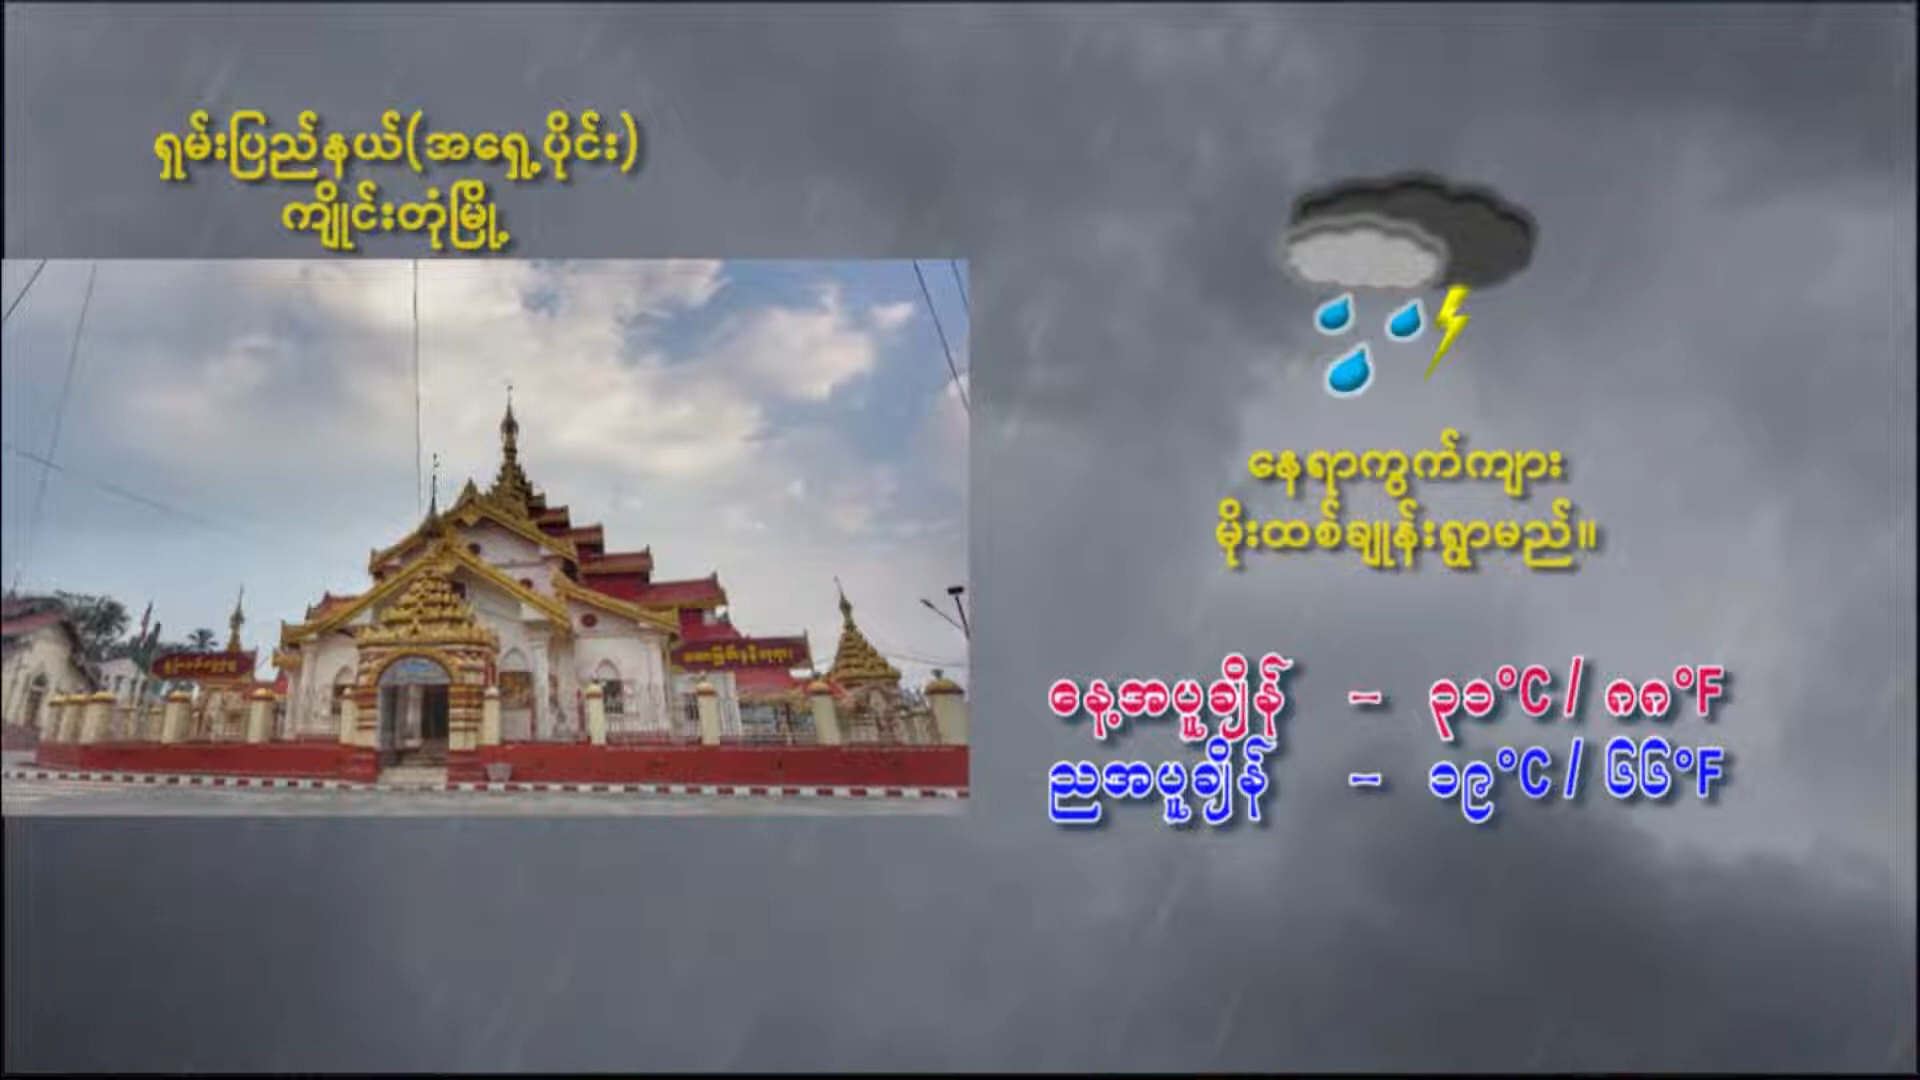 ရှမ်းပြည်နယ်(အရှေ့ပိုင်း)
ကျိုင်းတုံမြို့
နေရာကွက်ကျား
မိုးထစ်ချုန်းရွာမည်။
နေ့အပူချိန် - ၃၁°C / ၈၈°F
ညအပူချိန် - ၁၉°C / ၆၆°F